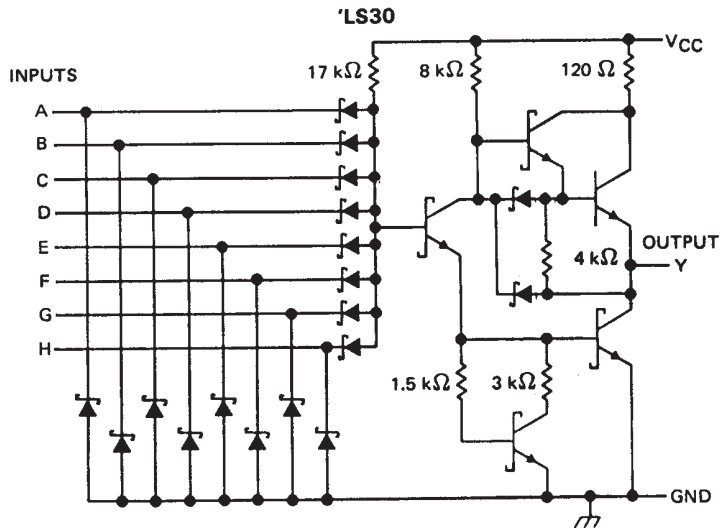 'LS30
VCC
17 kΩ
8 kΩ
120 Ω
INPUTS
A
B
C
D
E
F
G
H
OUTPUT
Y
4 kΩ
1.5 kΩ
3 kΩ
GND